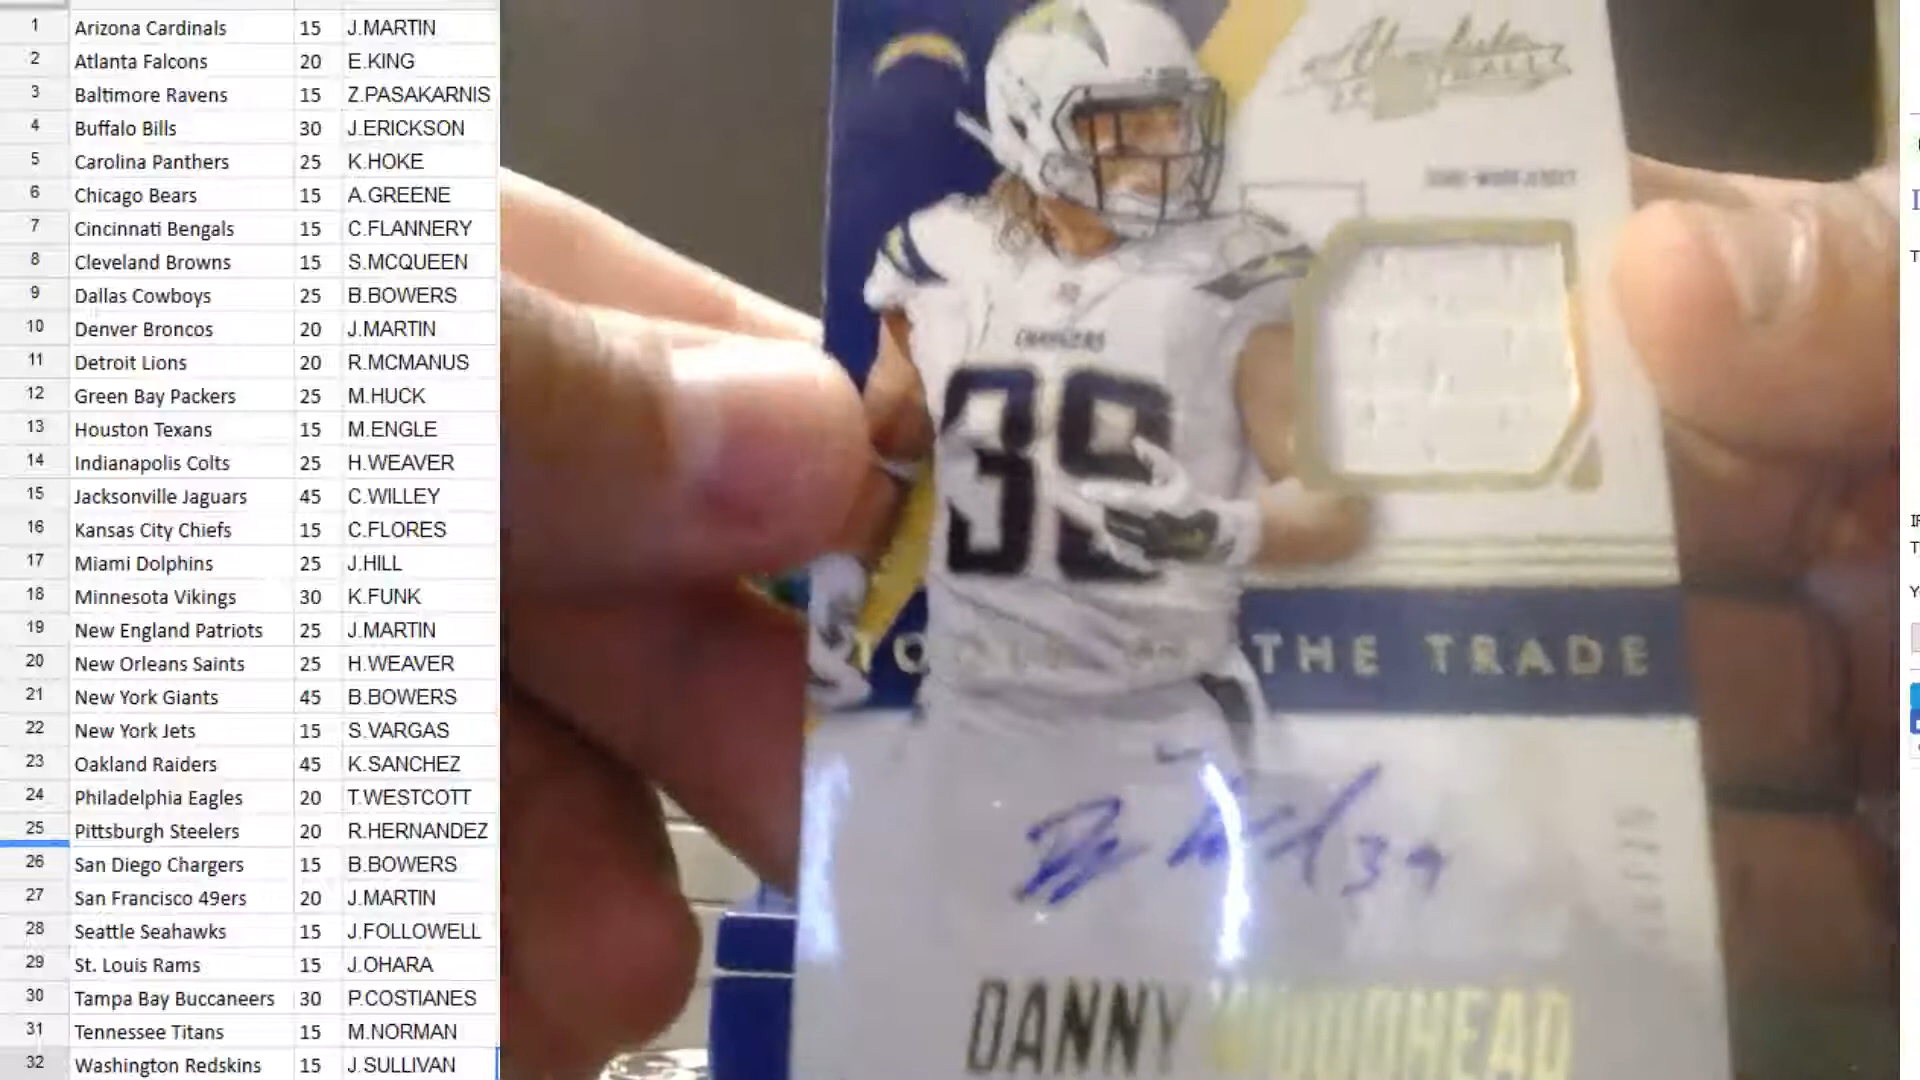 1 Arizona Cardinals 15 J.MARTIN
2 Atlanta Falcons 20 E.KING
3 Baltimore Ravens 15 Z.PASAKARNIS
4 Buffalo Bills 30 J.ERICKSON
5 Carolina Panthers 25 K.HOKE
6 Chicago Bears 15 A.GREENE
7 Cincinnati Bengals 15 C.FLANNERY
8 Cleveland Browns 15 S.MCQUEEN
9 Dallas Cowboys 25 B.BOWERS
10 Denver Broncos 20 J.MARTIN
11 Detroit Lions 20 R.MCMANUS
12 Green Bay Packers 25 M.HUCK
13 Houston Texans 15 M.ENGLE
14 Indianapolis Colts 25 H.WEAVER
15 Jacksonville Jaguars 45 C.WILLEY
16 Kansas City Chiefs 15 C.FLORES
17 Miami Dolphins 25 J.HILL
18 Minnesota Vikings 30 K.FUNK
19 New England Patriots 25 J.MARTIN
20 New Orleans Saints 25 H.WEAVER
21 New York Giants 45 B.BOWERS
22 New York Jets 15 S.VARGAS
23 Oakland Raiders 45 K.SANCHEZ
24 Philadelphia Eagles 20 T.WESTCOTT
25 Pittsburgh Steelers 20 R.HERNANDEZ
26 San Diego Chargers 15 B.BOWERS
27 San Francisco 49ers 20 J.MARTIN
28 Seattle Seahawks 15 J.FOLLOWELL
29 St. Louis Rams 15 J.OHARA
30 Tampa Bay Buccaneers 30 P.COSTIANES
31 Tennessee Titans 15 M.NORMAN
32 Washington Redskins 15 J.SULLIVAN
Absolute
FOOTBALL
GAME-WORN JERSEY
CHARGERS
39
THE TRADE
39
DANNY WOODHEAD